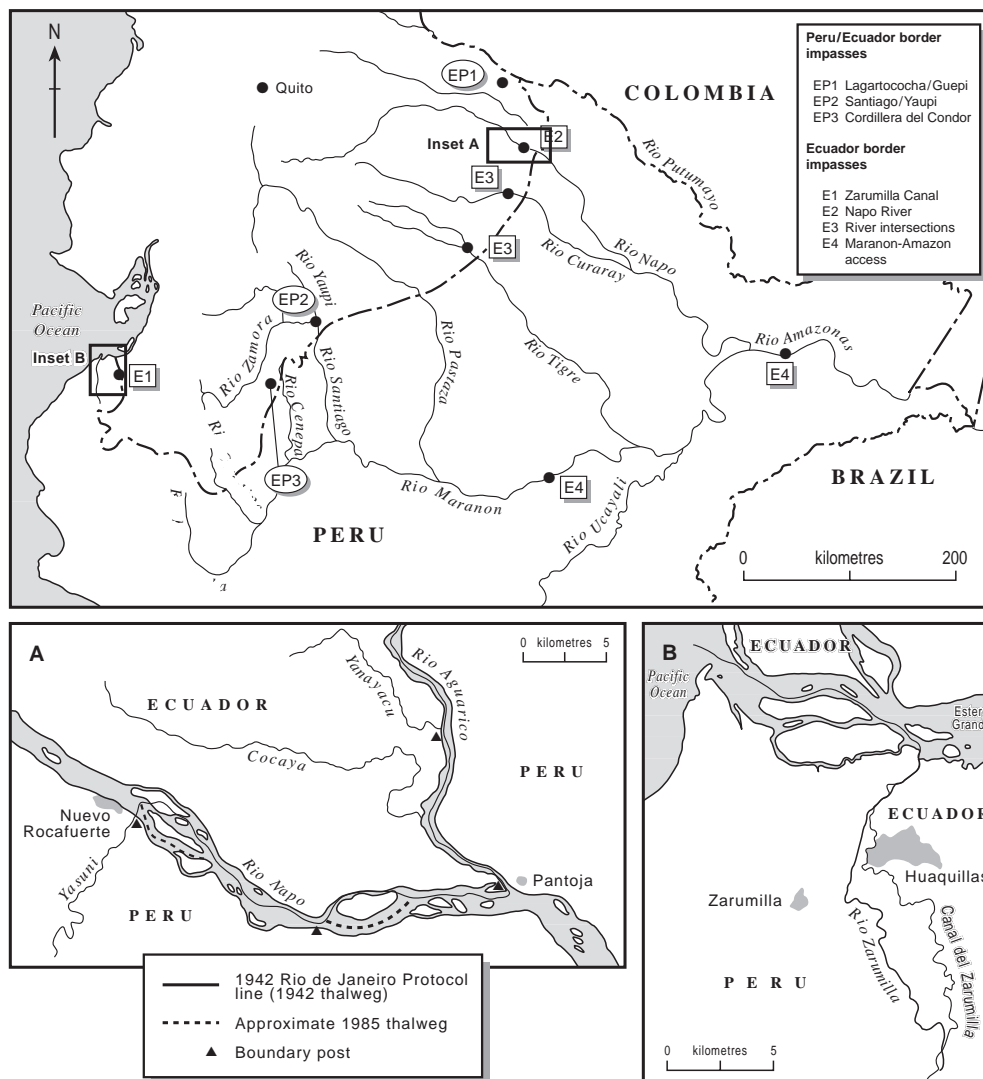 N
Quito
EP1
COLOMBIA
Peru/Ecuador border
impasses
EP1 Lagartococha/Guepi
EP2 Santiago/Yaupi
EP3 Cordillera del Condor
Ecuador border
impasses
E1 Zarumilla Canal
E2 Napo River
E3 River intersections
E4 Maranon-Amazon
access
Inset A
E2
Rio Putumayo
E3
E3
Rio Curaray
Rio Napo
Rio Yaupi
EP2
Pacific
Ocean
Inset B
E1
Rio Zamora
Rio Santiago
Rio Cenepa
Rio Pastaza
Rio Tigre
Rio Amazonas
E4
EP3
Rio Maranon
E4
Rio Ucayali
PERU
BRAZIL
0 kilometres 200
A
0 kilometres 5
Rio Aguarico
Yanayacu
ECUADOR
Cocaya
PERU
Nuevo
Rocafuerte
Yasuni
Rio Napo
Pantoja
PERU
1942 Rio de Janeiro Protocol
line (1942 thalweg)
Approximate 1985 thalweg
Boundary post
B
ECUADOR
Pacific
Ocean
ECUADOR
Huaquillas
Zarumilla
Rio Zarumilla
Canal del Zarumilla
PERU
0 kilometres 5